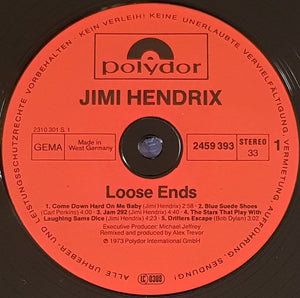 KEIN VERLEIH! KEINE UNERLAUBTE VERVIELFÄLTIGUNG, VERMIETUNG, AUFFÜHRUNG, SENDUNG!
ALLE URHEBER- UND LEISTUNGSSCHUTZRECHTE VORBEHALTEN -
polydor
JIMI HENDRIX
2310 301 S. 1
GEMA
Made in
West Germany
2459 393
STEREO
33
1
Loose Ends
1. Come Down Hard On Me Baby (Jimi Hendrix) 2:58 / 2. Blue Suede Shoes
(Carl Perkins) 4:00 / 3. Jam 292 (Jimi Hendrix) 4:40 / 4. The Stars That Play With
Laughing Sams Dice (Jimi Hendrix) 4:23 / 5. Drifters Escape (Bob Dylan) 3:01
Executive Producer: Michael Jeffrey
Remixed and produced by Alex Trevor
℗ 1973 Polydor International GmbH
LC 0309